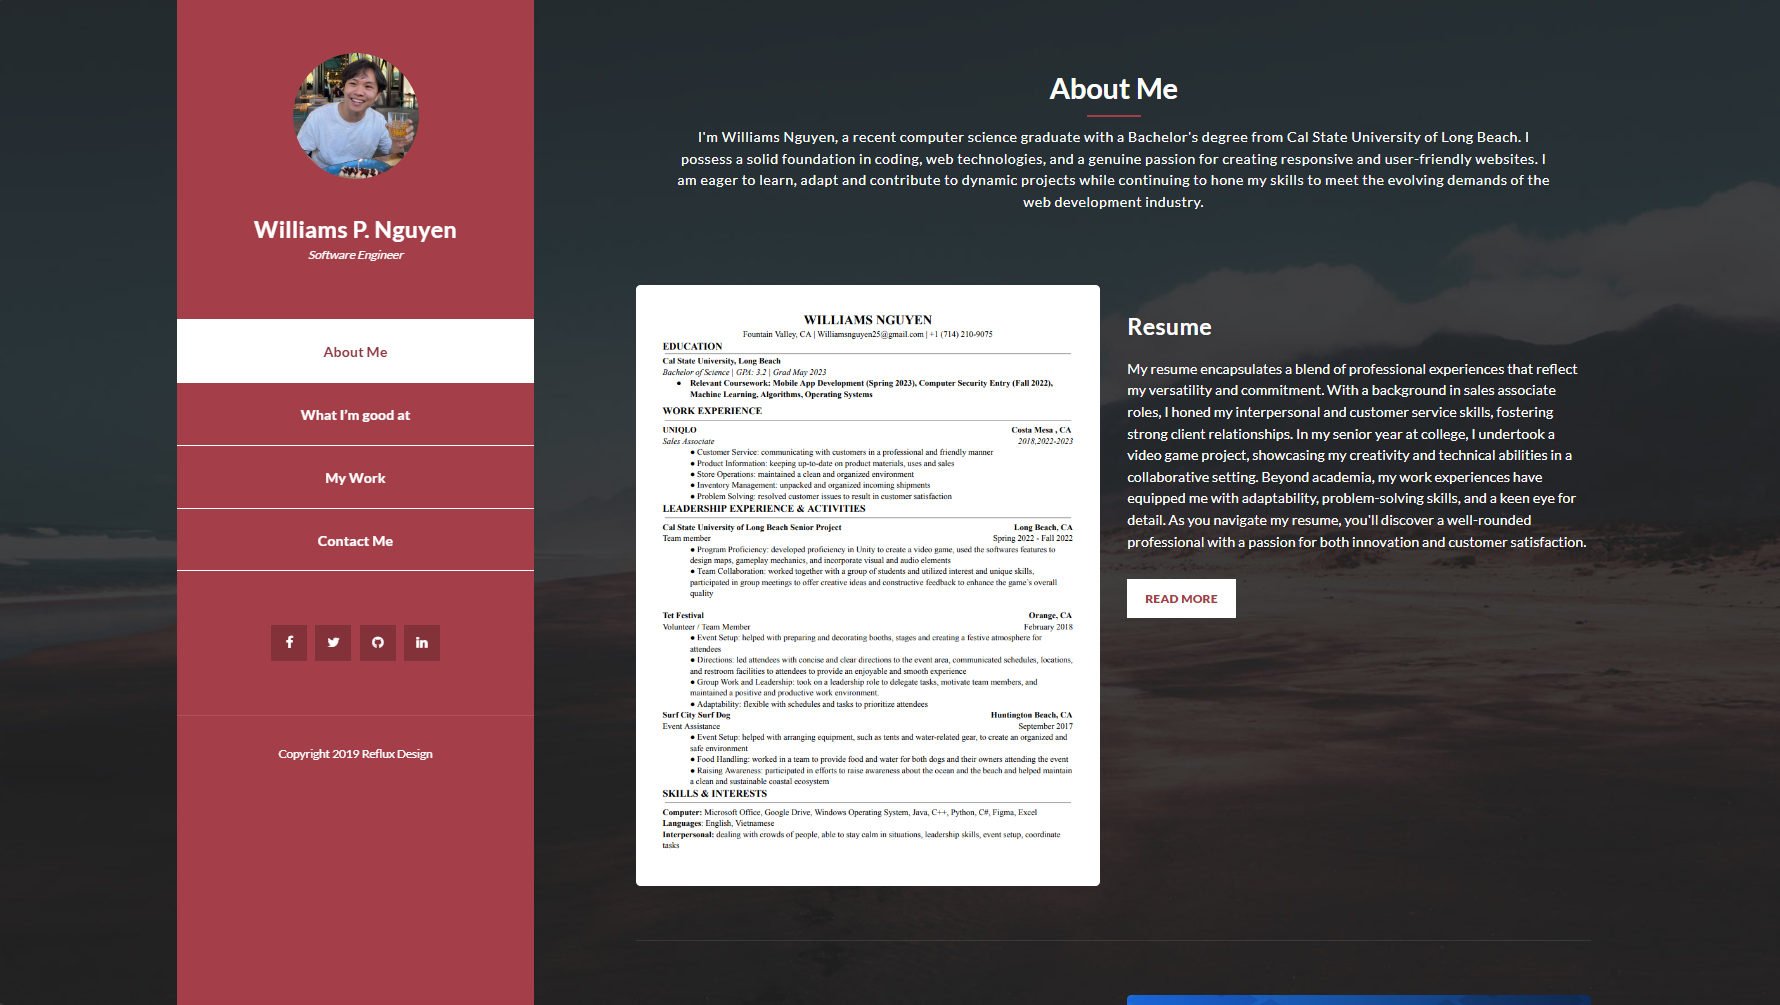 Williams P. Nguyen
Software Engineer
About Me
What I'm good at
My Work
Contact Me
Copyright 2019 Reflux Design
About Me
I'm Williams Nguyen, a recent computer science graduate with a Bachelor's degree from Cal State University of Long Beach. I
possess a solid foundation in coding, web technologies, and a genuine passion for creating responsive and user-friendly websites. I
am eager to learn, adapt and contribute to dynamic projects while continuing to hone my skills to meet the evolving demands of the
web development industry.
WILLIAMS NGUYEN
Fountain Valley, CA | Williamsnguyen25@gmail.com | +1 (714) 210-9075
EDUCATION
Cal State University, Long Beach
Bachelor of Science | GPA: 3.2 | Grad May 2023
● Relevant Coursework: Mobile App Development (Spring 2023), Computer Security Entry (Fall 2022),
Machine Learning, Algorithms, Operating Systems
WORK EXPERIENCE
UNIQLO Costa Mesa , CA
Sales Associate 2018,2022-2023
● Customer Service: communicating with customers in a professional and friendly manner
● Product Information: keeping up-to-date on product materials, uses and sales
● Store Operations: maintained a clean and organized environment
● Inventory Management: unpacked and organized incoming shipments
● Problem Solving: resolved customer issues to result in customer satisfaction
LEADERSHIP EXPERIENCE & ACTIVITIES
Cal State University of Long Beach Senior Project Long Beach, CA
Team member Spring 2022 - Fall 2022
● Program Proficiency: developed proficiency in Unity to create a video game, used the softwares features to
design maps, gameplay mechanics, and incorporate visual and audio elements
● Team Collaboration: worked together with a group of students and utilized interest and unique skills,
participated in group meetings to offer creative ideas and constructive feedback to enhance the game's overall
quality
Tet Festival Orange, CA
Volunteer / Team Member February 2018
● Event Setup: helped with preparing and decorating booths, stages and creating a festive atmosphere for
attendees
● Directions: led attendees with concise and clear directions to the event area, communicated schedules, locations,
and restroom facilities to attendees to provide an enjoyable and smooth experience
● Group Work and Leadership: took on a leadership role to delegate tasks, motivate team members, and
maintained a positive and productive work environment.
● Adaptability: flexible with schedules and tasks to prioritize attendees
Surf City Surf Dog Huntington Beach, CA
Event Assistance September 2017
● Event Setup: helped with arranging equipment, such as tents and water-related gear, to create an organized and
safe environment
● Food Handling: worked in a team to provide food and water for both dogs and their owners attending the event
● Raising Awareness: participated in efforts to raise awareness about the ocean and the beach and helped maintain
a clean and sustainable coastal ecosystem
SKILLS & INTERESTS
Computer: Microsoft Office, Google Drive, Windows Operating System, Java, C++, Python, C#, Figma, Excel
Languages: English, Vietnamese
Interpersonal: dealing with crowds of people, able to stay calm in situations, leadership skills, event setup, coordinate
tasks
Resume
My resume encapsulates a blend of professional experiences that reflect
my versatility and commitment. With a background in sales associate
roles, I honed my interpersonal and customer service skills, fostering
strong client relationships. In my senior year at college, I undertook a
video game project, showcasing my creativity and technical abilities in a
collaborative setting. Beyond academia, my work experiences have
equipped me with adaptability, problem-solving skills, and a keen eye for
detail. As you navigate my resume, you'll discover a well-rounded
professional with a passion for both innovation and customer satisfaction.
READ MORE